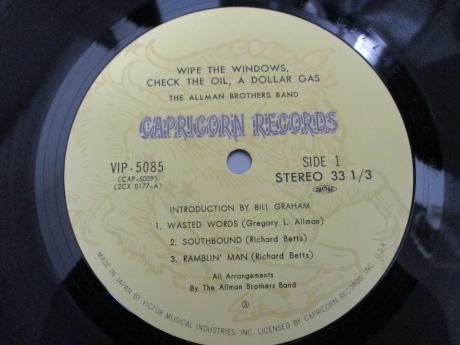 WIPE THE WINDOWS,
CHECK THE OIL, A DOLLAR GAS
THE ALLMAN BROTHERS BAND
CAPRICORN RECORDS
VIP-5085
(CAP-5009)
(2CX 0177-A)
SIDE 1
STEREO 33 1/3
JASRAC
INTRODUCTION BY BILL GRAHAM
1. WASTED WORDS (Gregory L. Allman)
2. SOUTHBOUND (Richard Betts)
3. RAMBLIN' MAN (Richard Betts)
All Arrangements
By The Allman Brothers Band
③
MADE IN JAPAN BY VICTOR MUSICAL INDUSTRIES, INC. LICENSED BY CAPRICORN RECORDS, INC. U.S.A.